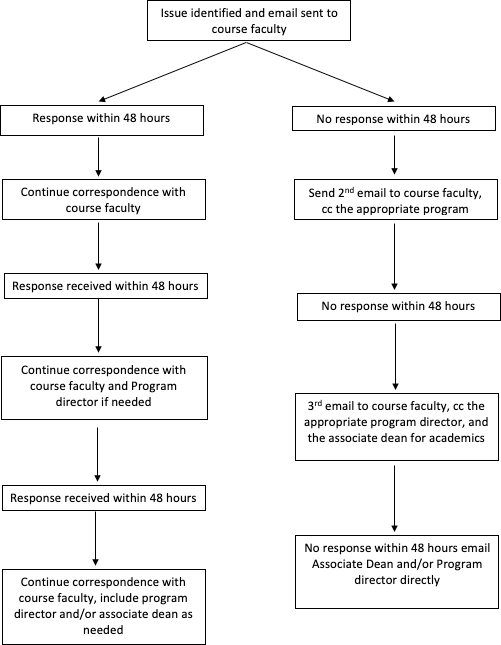 Issue identified and email sent to
course faculty
Response within 48 hours
No response within 48 hours
Continue correspondence with
course faculty
Send 2nd email to course faculty,
cc the appropriate program
Response received within 48 hours
No response within 48 hours
Continue correspondence with
course faculty and Program
director if needed
3rd email to course faculty, cc the
appropriate program director, and
the associate dean for academics
Response received within 48 hours
No response within 48 hours email
Associate Dean and/or Program
director directly
Continue correspondence with
course faculty, include program
director and/or associate dean as
needed